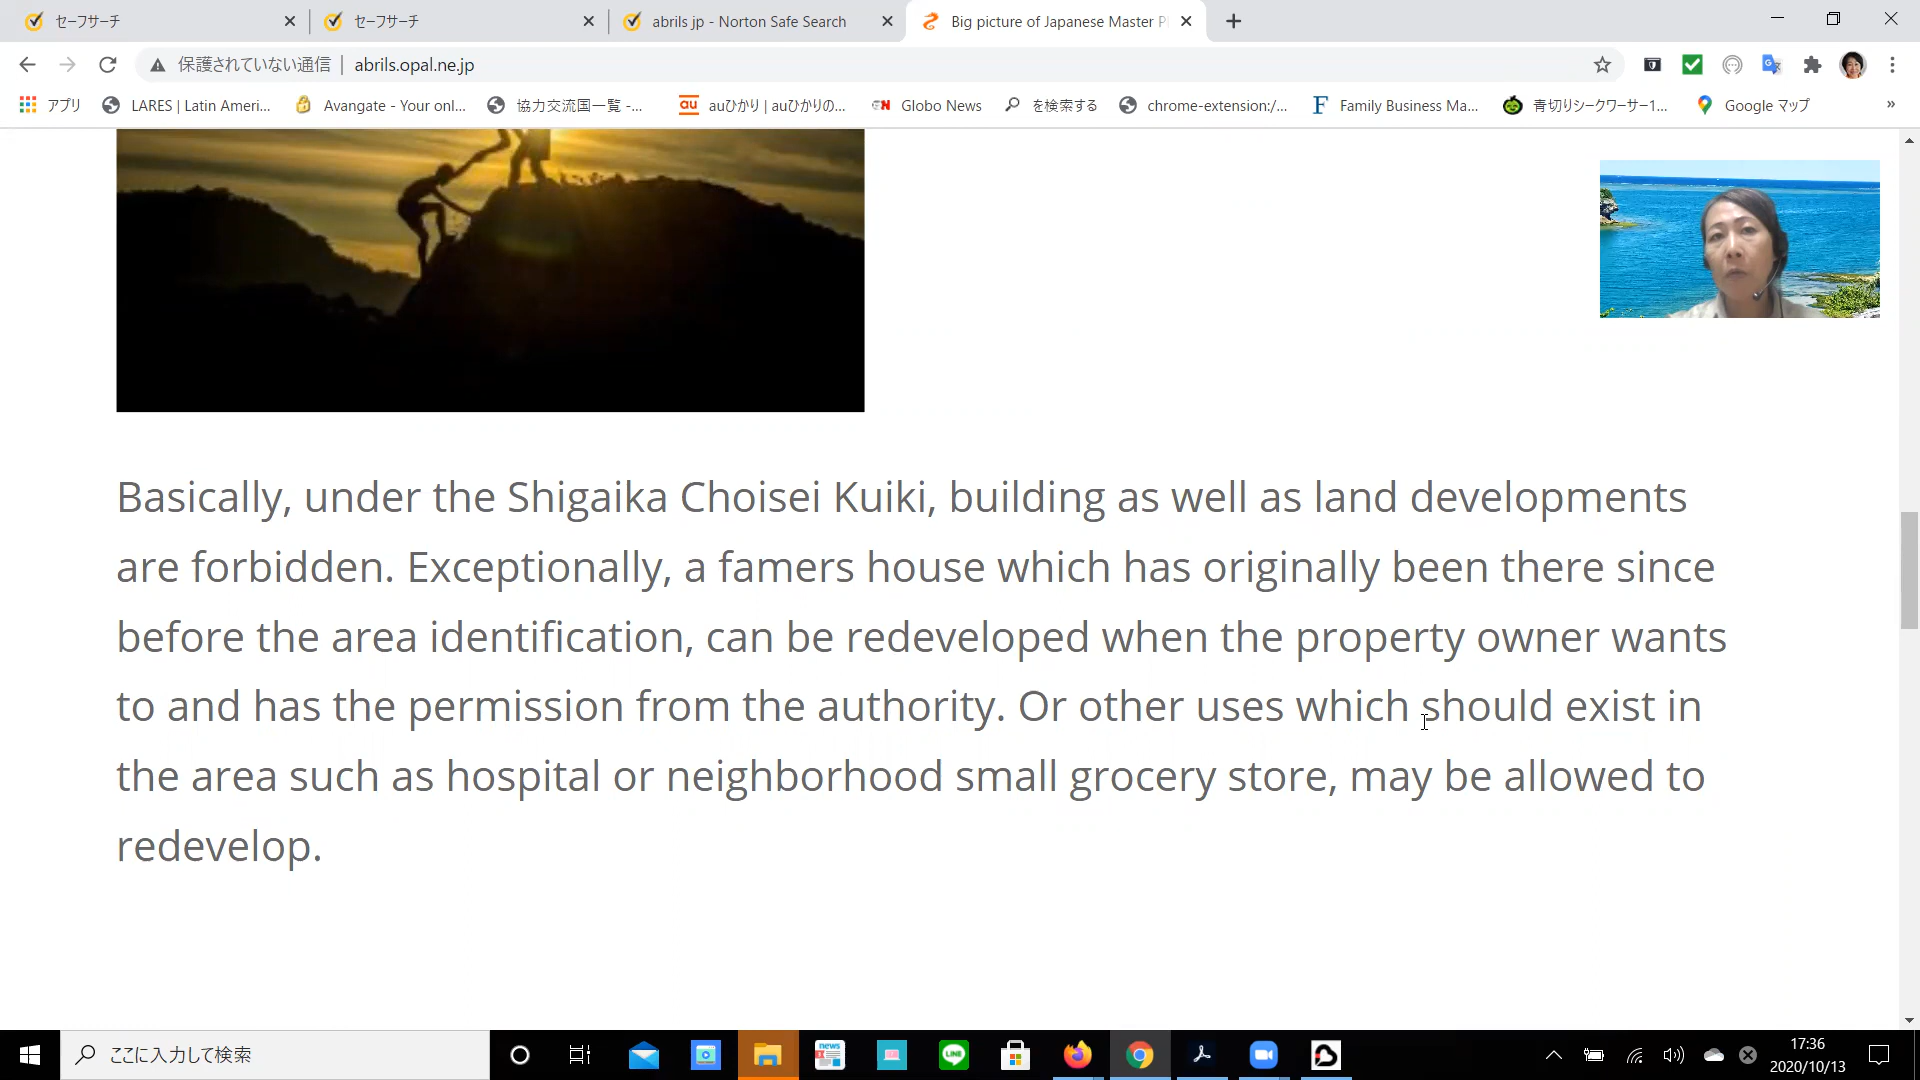 セーフサーチ
セーフサーチ
abrils jp - Norton Safe Search
Big picture of Japanese Master P
保護されていない通信
abrils.opal.ne.jp
アプリ
LARES | Latin Ameri...
Avangate - Your onl...
協力交流国一覧 -...
au
auひかり | auひかりの...
Globo News
を検索する
chrome-extension:/...
F
Family Business Ma...
青切りシークワーサー1...
Google マップ
»
Basically, under the Shigaika Choisei Kuiki, building as well as land developments
are forbidden. Exceptionally, a famers house which has originally been there since
before the area identification, can be redeveloped when the property owner wants
to and has the permission from the authority. Or other uses which should exist in
the area such as hospital or neighborhood small grocery store, may be allowed to
redevelop.
ここに入力して検索
news
LINE
17:36
2020/10/13